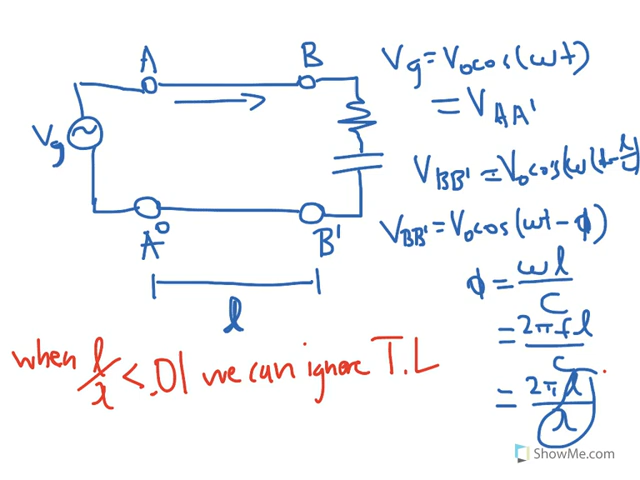 A
B
Vg
A'
B'
l
Vg = V₀cos(ωt)
= VAA'
VBB' = V₀cos(ω(t - l/c
VBB' = V₀cos(ωt - φ)
φ = ωl/c
= 2πfl/c
= 2πl/λ
when l/λ < .01 we can ignore T.L
ShowMe.com